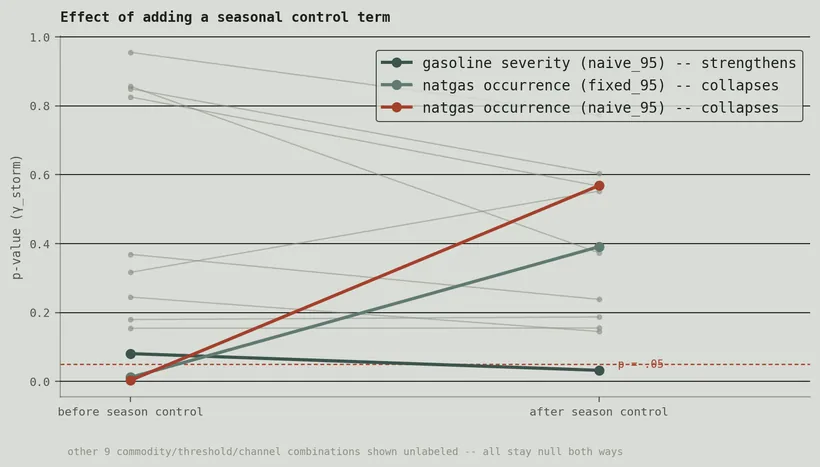 Effect of adding a seasonal control term
1.0
0.8
0.6
0.4
0.2
0.0
p-value (γ_storm)
gasoline severity (naive_95) -- strengthens
natgas occurrence (fixed_95) -- collapses
natgas occurrence (naive_95) -- collapses
p = .05
before season control
after season control
other 9 commodity/threshold/channel combinations shown unlabeled -- all stay null both ways